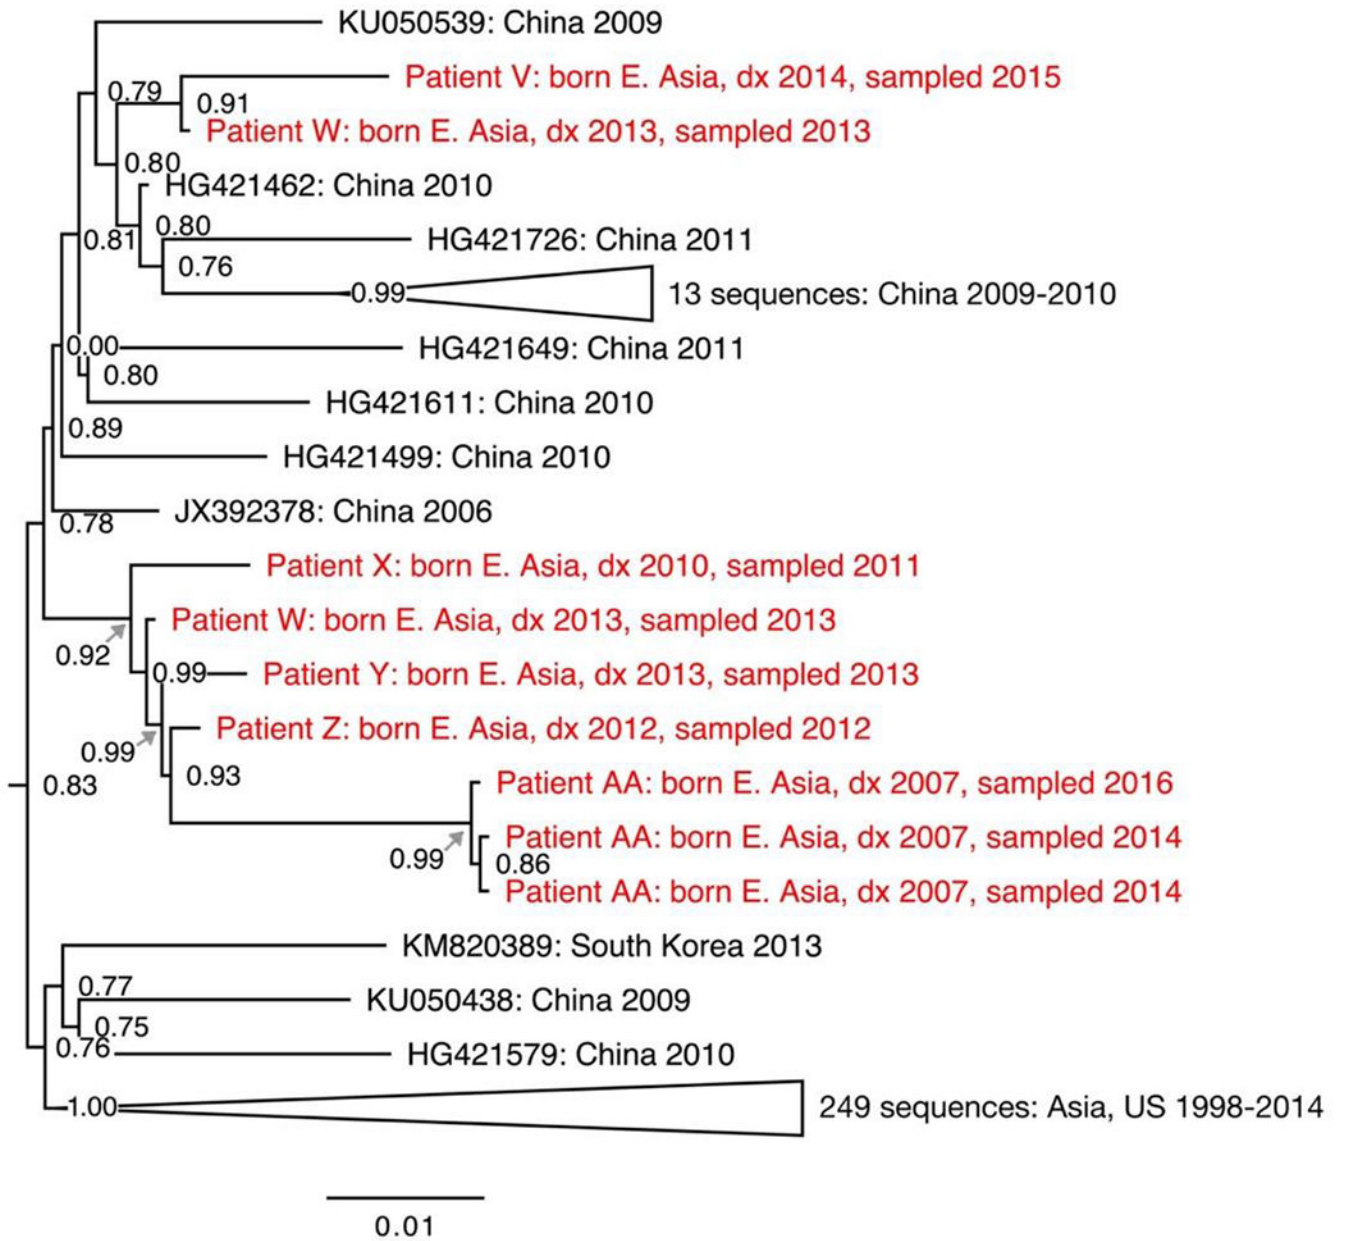 KU050539: China 2009
Patient V: born E. Asia, dx 2014, sampled 2015
0.79
0.91
Patient W: born E. Asia, dx 2013, sampled 2013
0.80
HG421462: China 2010
0.80
0.81
HG421726: China 2011
0.76
0.99
13 sequences: China 2009-2010
0.00
HG421649: China 2011
0.80
HG421611: China 2010
0.89
HG421499: China 2010
JX392378: China 2006
0.78
Patient X: born E. Asia, dx 2010, sampled 2011
Patient W: born E. Asia, dx 2013, sampled 2013
0.92
0.99
Patient Y: born E. Asia, dx 2013, sampled 2013
Patient Z: born E. Asia, dx 2012, sampled 2012
0.99
0.93
0.83
Patient AA: born E. Asia, dx 2007, sampled 2016
Patient AA: born E. Asia, dx 2007, sampled 2014
0.99
0.86
Patient AA: born E. Asia, dx 2007, sampled 2014
KM820389: South Korea 2013
0.77
KU050438: China 2009
0.75
0.76
HG421579: China 2010
1.00
249 sequences: Asia, US 1998-2014
0.01